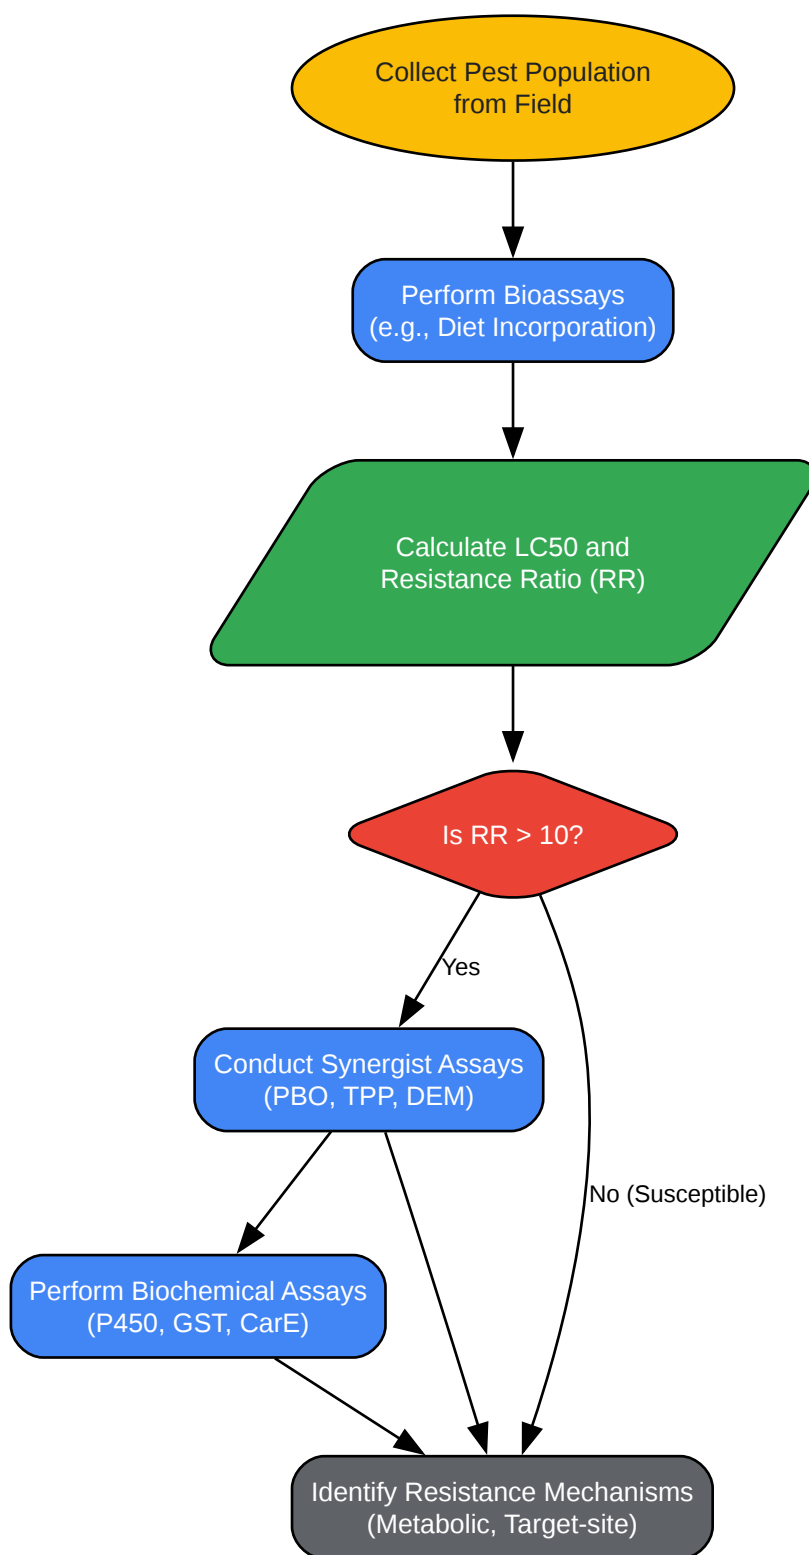 Collect Pest Population
from Field
Perform Bioassays
(e.g., Diet Incorporation)
Calculate LC50 and
Resistance Ratio (RR)
Is RR > 10?
Yes
Conduct Synergist Assays
(PBO, TPP, DEM)
No (Susceptible)
Perform Biochemical Assays
(P450, GST, CarE)
Identify Resistance Mechanisms
(Metabolic, Target-site)